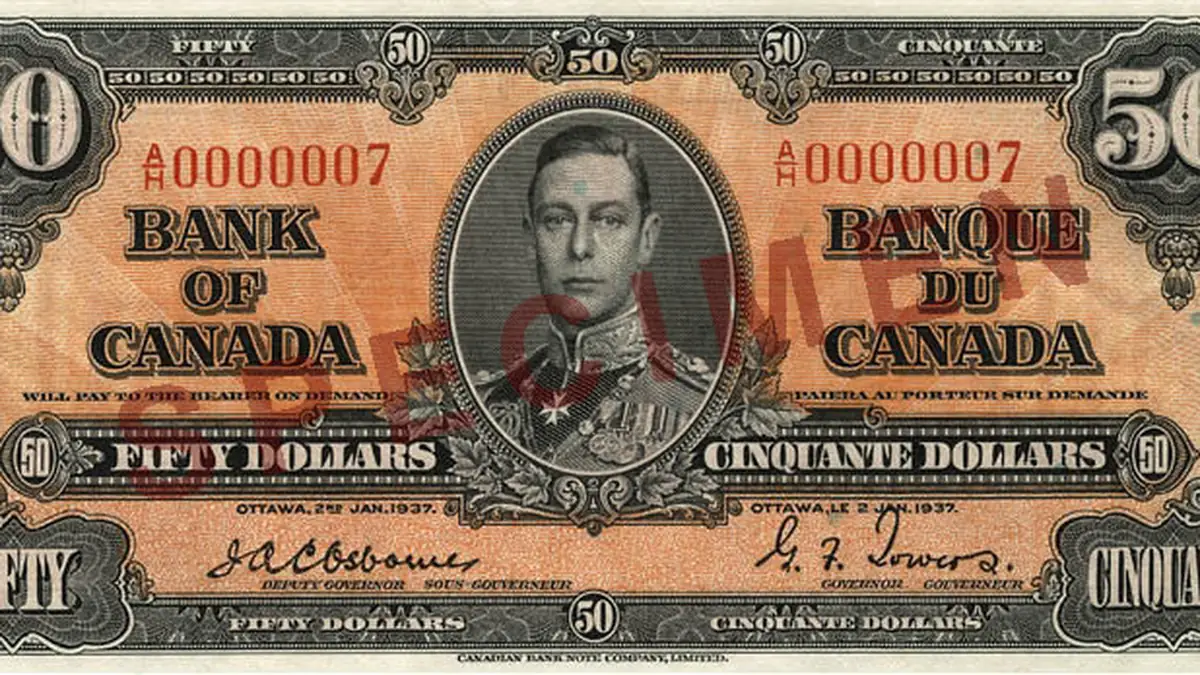 FIFTY
50
50
50
CINQUANTE
50 50 50 50 50 50
50 50 50 50 50 50
0
50
A/H 0000007
A/H 0000007
BANK
OF
CANADA
BANQUE
DU
CANADA
SPECIMEN
WILL PAY TO THE BEARER ON DEMAND
PAIERA AU PORTEUR SUR DEMANDE
50
FIFTY DOLLARS
CINQUANTE DOLLARS
50
OTTAWA, 2ND JAN. 1937.
OTTAWA, LE 2 JAN. 1937.
J A C Osborne
G. F. Towers.
DEPUTY GOVERNOR SOUS-GOUVERNEUR
GOVERNOR GOUVERNEUR
FTY
CINQUA
FIFTY DOLLARS
50
CINQUANTE DOLLARS
CANADIAN BANK NOTE COMPANY, LIMITED.